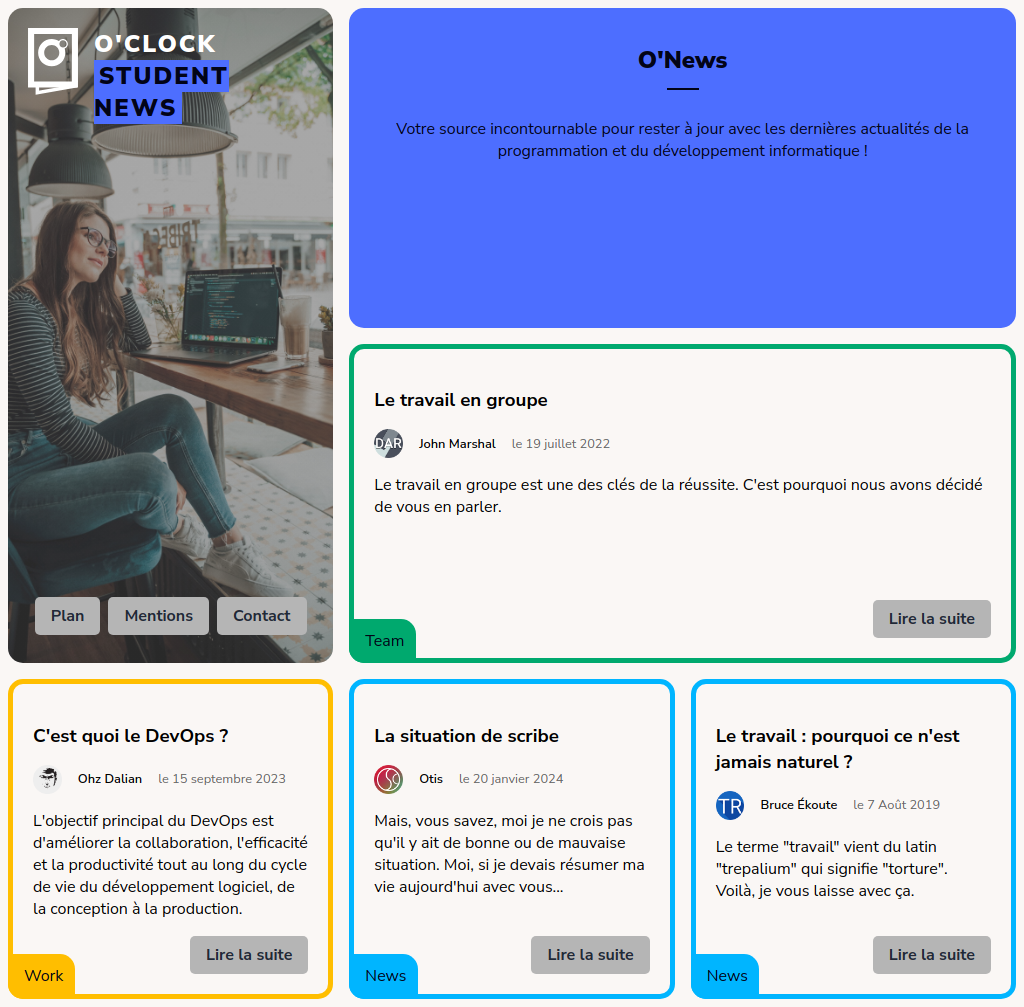 O'CLOCK
STUDENT
NEWS
Plan
Mentions
Contact
O'News
Votre source incontournable pour rester à jour avec les dernières actualités de la
programmation et du développement informatique !
Le travail en groupe
DAR
John Marshal le 19 juillet 2022
Le travail en groupe est une des clés de la réussite. C'est pourquoi nous avons décidé
de vous en parler.
Lire la suite
Team
C'est quoi le DevOps ?
Ohz Dalian le 15 septembre 2023
L'objectif principal du DevOps est
d'améliorer la collaboration, l'efficacité
et la productivité tout au long du cycle
de vie du développement logiciel, de
la conception à la production.
Lire la suite
Work
La situation de scribe
Otis le 20 janvier 2024
Mais, vous savez, moi je ne crois pas
qu'il y ait de bonne ou de mauvaise
situation. Moi, si je devais résumer ma
vie aujourd'hui avec vous...
Lire la suite
News
Le travail : pourquoi ce n'est
jamais naturel ?
TR
Bruce Ékoute le 7 Août 2019
Le terme "travail" vient du latin
"trepalium" qui signifie "torture".
Voilà, je vous laisse avec ça.
Lire la suite
News